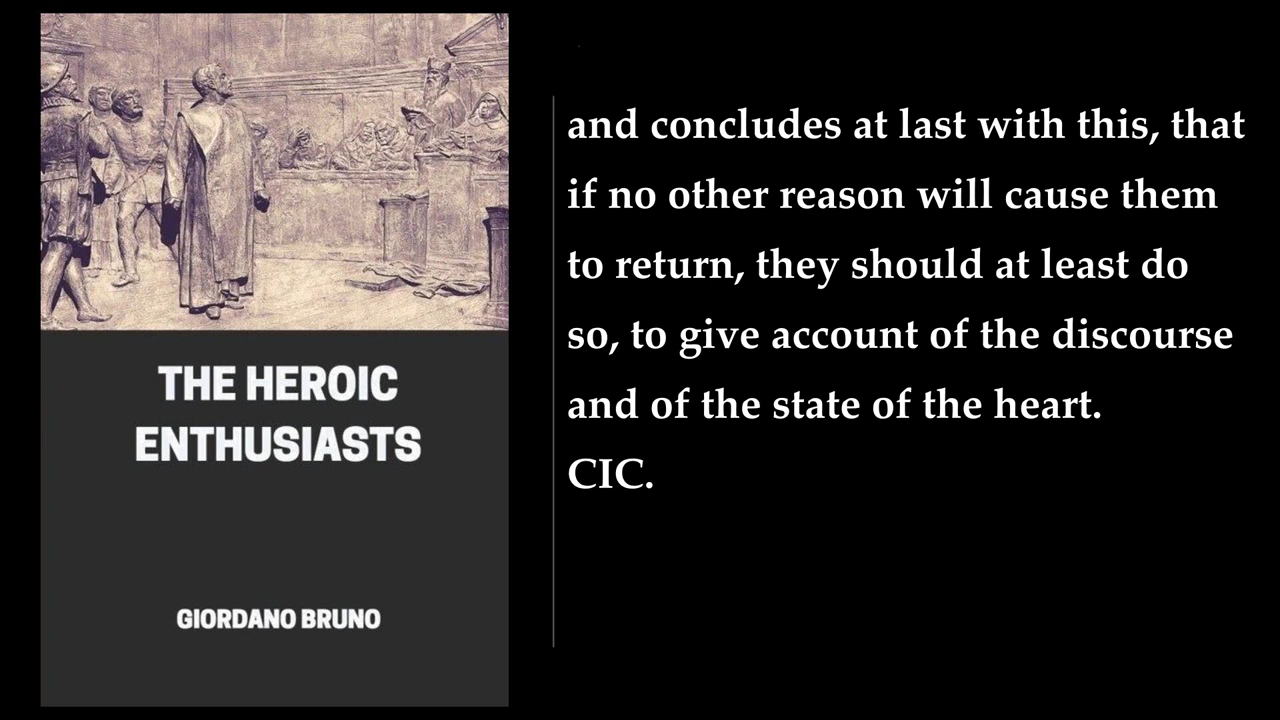 THE HEROIC
ENTHUSIASTS
GIORDANO BRUNO
and concludes at last with this, that
if no other reason will cause them
to return, they should at least do
so, to give account of the discourse
and of the state of the heart.
CIC.